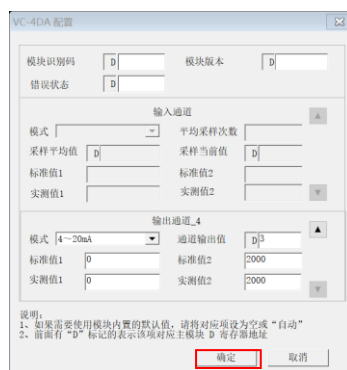 VC-4DA 配置
模块识别码 D 模块版本 D
错误状态 D
输入通道
模式 平均采样次数
采样平均值 D 采样当前值 D
标准值1 标准值2
实测值1 实测值2
输出通道_4
模式 4～20mA 通道输出值 D 3
标准值1 0 标准值2 2000
实测值1 0 实测值2 2000
说明：
1、如果需要使用模块内置的默认值，请将对应项设为空或“自动”
2、前面有“D”标记的表示该项对应主模块 D 寄存器地址
确定 取消